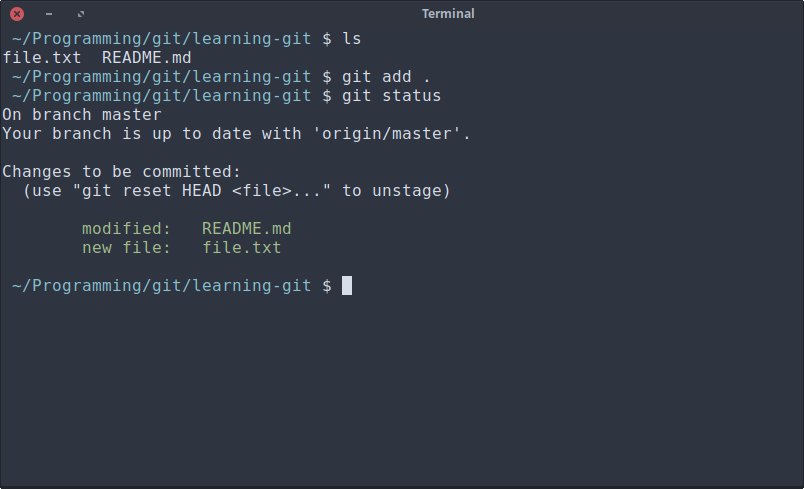 Terminal
~/Programming/git/learning-git $ ls
file.txt  README.md
~/Programming/git/learning-git $ git add .
~/Programming/git/learning-git $ git status
On branch master
Your branch is up to date with 'origin/master'.
Changes to be committed:
  (use "git reset HEAD <file>..." to unstage)
        modified:   README.md
        new file:   file.txt
~/Programming/git/learning-git $